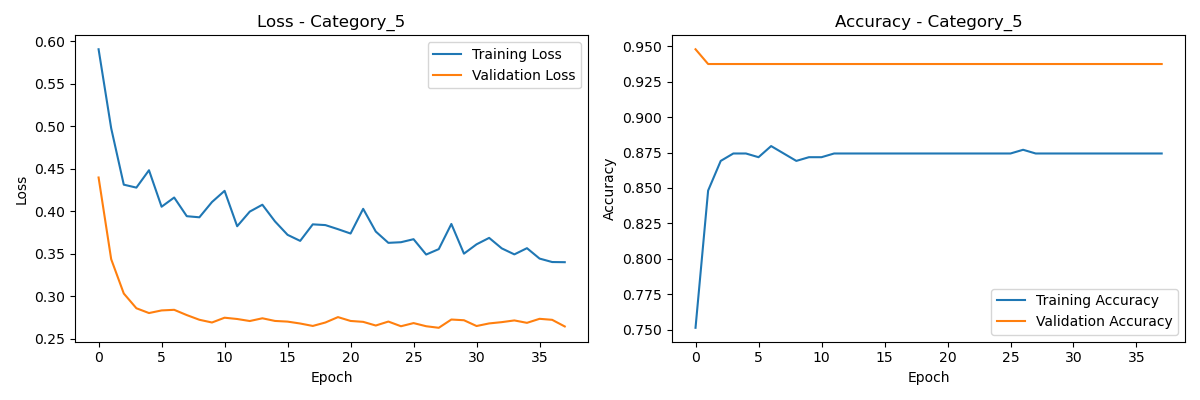 Loss - Category_5
0.60
0.55
0.50
0.45
0.40
0.35
0.30
0.25
Loss
Training Loss
Validation Loss
0 5 10 15 20 25 30 35
Epoch
Accuracy - Category_5
0.950
0.925
0.900
0.875
0.850
0.825
0.800
0.775
0.750
Accuracy
Training Accuracy
Validation Accuracy
0 5 10 15 20 25 30 35
Epoch